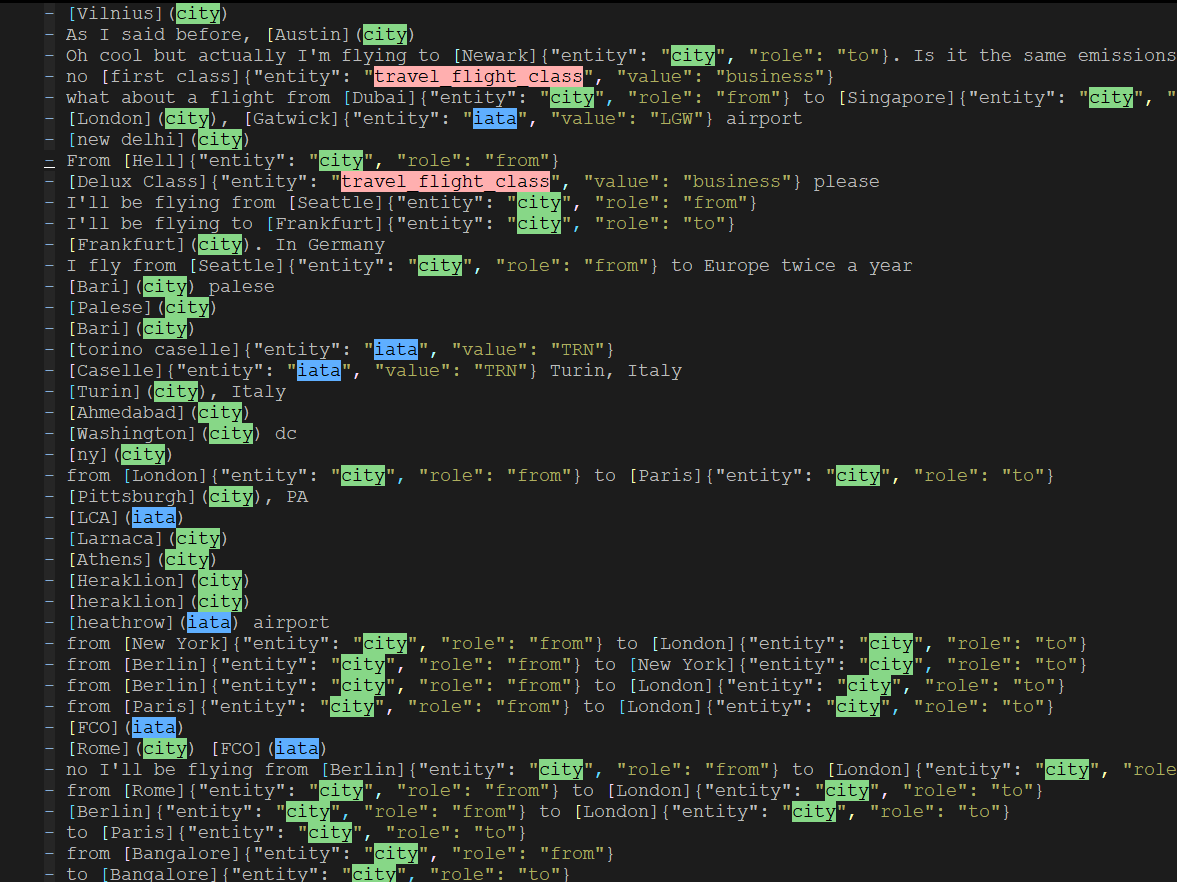 - [Vilnius](city)
- As I said before, [Austin](city)
- Oh cool but actually I'm flying to [Newark]{"entity": "city", "role": "to"}. Is it the same emissions
- no [first class]{"entity": "travel_flight_class", "value": "business"}
- what about a flight from [Dubai]{"entity": "city", "role": "from"} to [Singapore]{"entity": "city", "
- [London](city), [Gatwick]{"entity": "iata", "value": "LGW"} airport
- [new delhi](city)
- From [Hell]{"entity": "city", "role": "from"}
- [Delux Class]{"entity": "travel_flight_class", "value": "business"} please
- I'll be flying from [Seattle]{"entity": "city", "role": "from"}
- I'll be flying to [Frankfurt]{"entity": "city", "role": "to"}
- [Frankfurt](city). In Germany
- I fly from [Seattle]{"entity": "city", "role": "from"} to Europe twice a year
- [Bari](city) palese
- [Palese](city)
- [Bari](city)
- [torino caselle]{"entity": "iata", "value": "TRN"}
- [Caselle]{"entity": "iata", "value": "TRN"} Turin, Italy
- [Turin](city), Italy
- [Ahmedabad](city)
- [Washington](city) dc
- [ny](city)
- from [London]{"entity": "city", "role": "from"} to [Paris]{"entity": "city", "role": "to"}
- [Pittsburgh](city), PA
- [LCA](iata)
- [Larnaca](city)
- [Athens](city)
- [Heraklion](city)
- [heraklion](city)
- [heathrow](iata) airport
- from [New York]{"entity": "city", "role": "from"} to [London]{"entity": "city", "role": "to"}
- from [Berlin]{"entity": "city", "role": "from"} to [New York]{"entity": "city", "role": "to"}
- from [Berlin]{"entity": "city", "role": "from"} to [London]{"entity": "city", "role": "to"}
- from [Paris]{"entity": "city", "role": "from"} to [London]{"entity": "city", "role": "to"}
- [FCO](iata)
- [Rome](city) [FCO](iata)
- no I'll be flying from [Berlin]{"entity": "city", "role": "from"} to [London]{"entity": "city", "role
- from [Rome]{"entity": "city", "role": "from"} to [London]{"entity": "city", "role": "to"}
- [Berlin]{"entity": "city", "role": "from"} to [London]{"entity": "city", "role": "to"}
- to [Paris]{"entity": "city", "role": "to"}
- from [Bangalore]{"entity": "city", "role": "from"}
- to [Bangalore]{"entity": "city", "role": "to"}